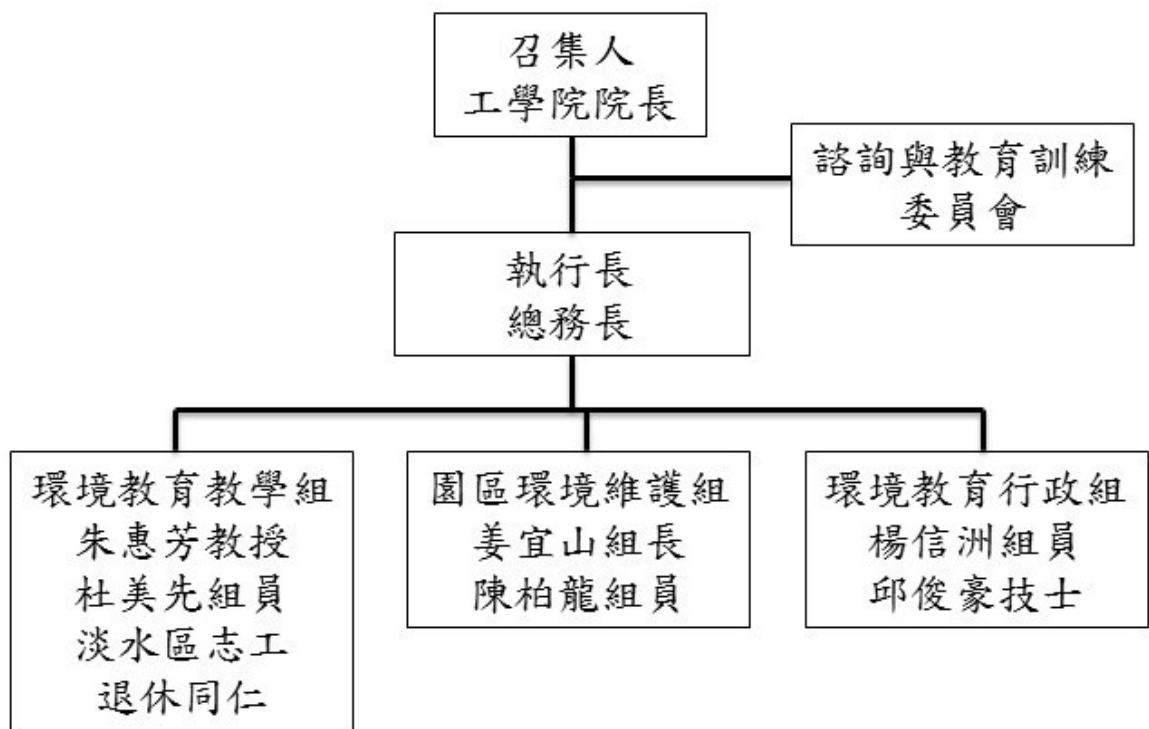 召集人
工學院院長
諮詢與教育訓練
委員會
執行長
總務長
環境教育教學組
朱惠芳教授
杜美先組員
淡水區志工
退休同仁
園區環境維護組
姜宜山組長
陳柏龍組員
環境教育行政組
楊信洲組員
邱俊豪技士